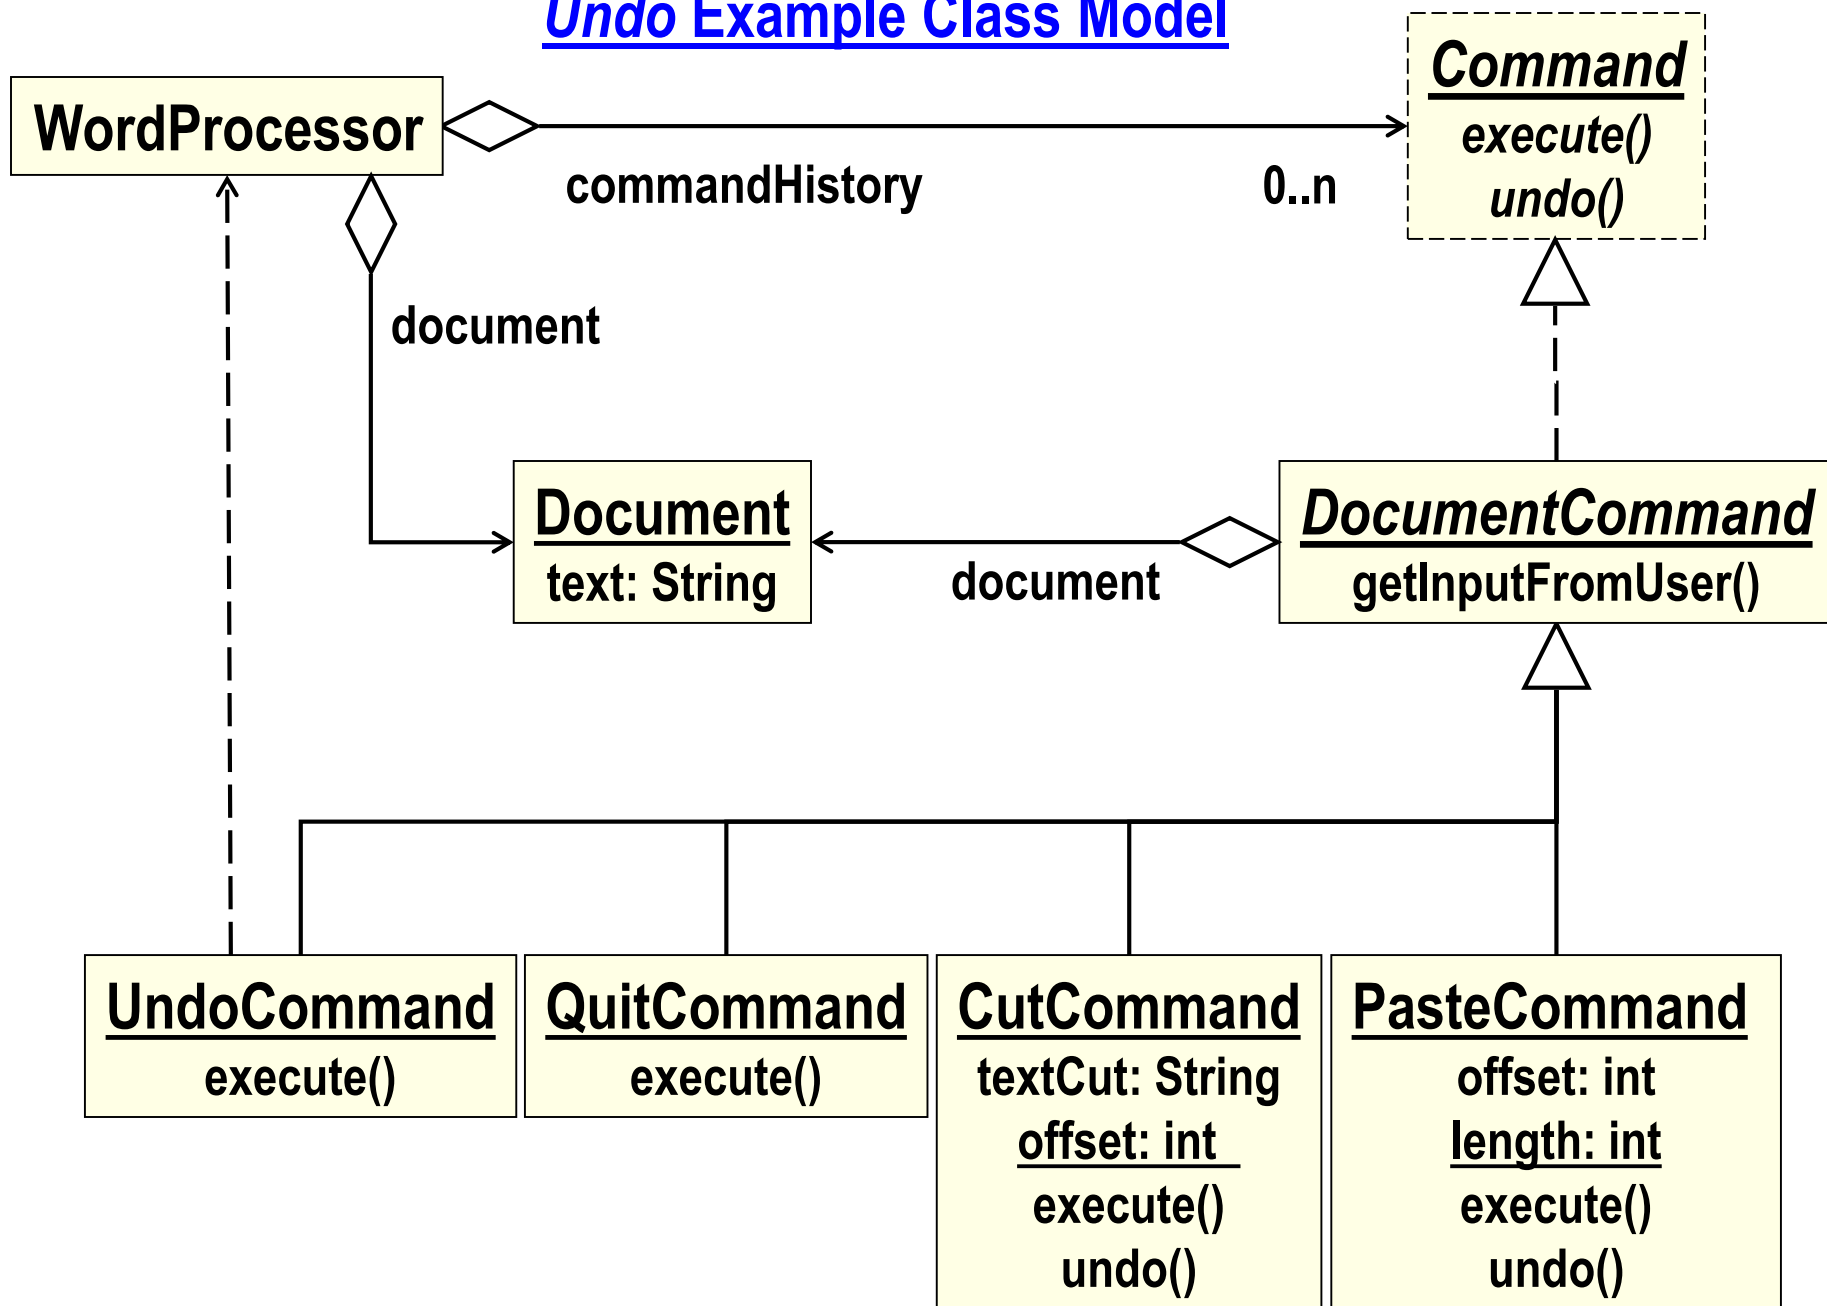 Undo Example Class Model
WordProcessor
Command
execute()
undo()
commandHistory
0..n
document
Document
text: String
document
DocumentCommand
getInputFromUser()
UndoCommand
execute()
QuitCommand
execute()
CutCommand
textCut: String
offset: int
execute()
undo()
PasteCommand
offset: int
length: int
execute()
undo()